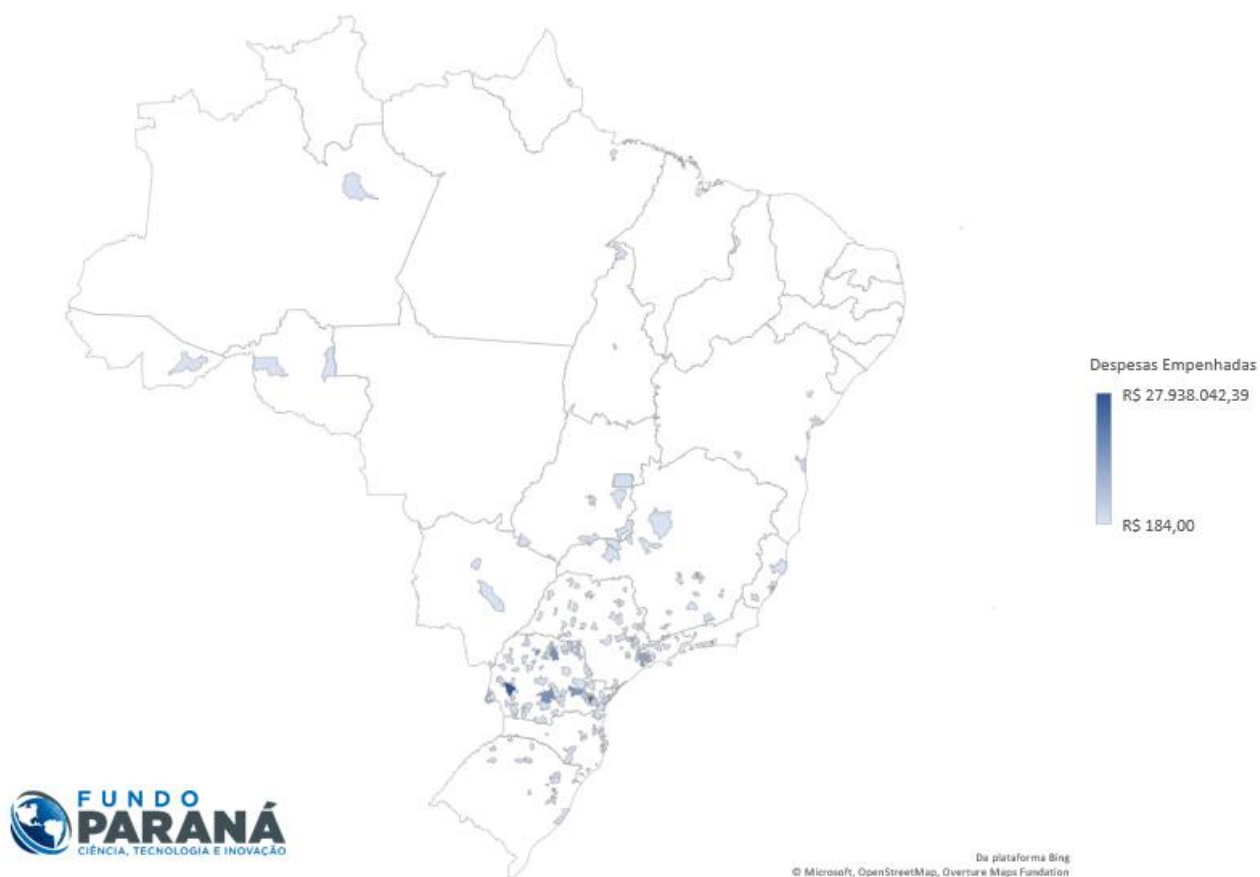 Despesas Empenhadas
R$ 27.938.042,39
R$ 184,00
FUNDO
PARANÁ
CIÊNCIA, TECNOLOGIA E INOVAÇÃO
Da plataforma Bing
© Microsoft, OpenStreetMap, Overture Maps Fundation